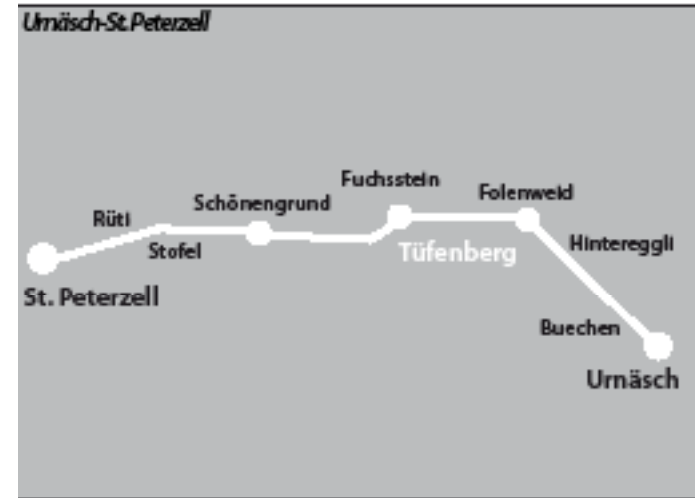 Urnäsch-St.Peterzell
Fuchsstein
Folenweid
Schönengrund
Rüti
Stofel
Tüfenberg
Hintereggli
St. Peterzell
Buechen
Urnäsch